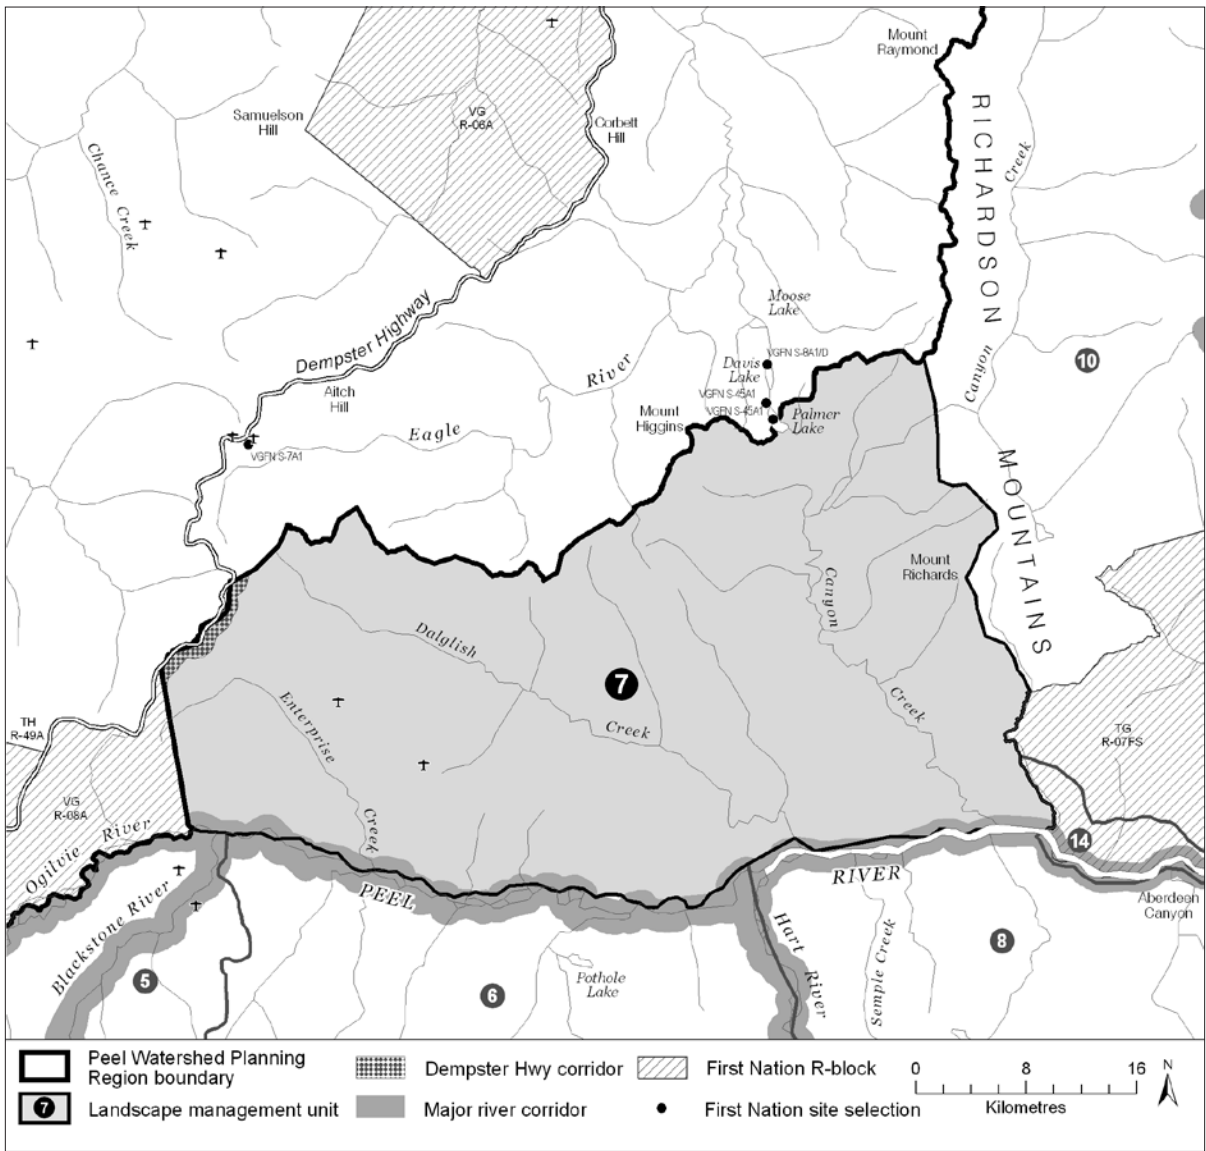 Mount
Raymond
Samuelson
Hill
VG
R-06A
Corbett
Hill
Chance Creek
RICHARDSON
Creek
Dempster Highway
Moose
Lake
VGFN S-8A1/D
Davis
Lake
Canyon
10
Aitch
Hill
River
VGFN S-45A1
VGFN S-45A1
Mount
Higgins
Palmer
Lake
Eagle
VGFN S-7A1
MOUNTAINS
Mount
Richards
Canyon
Dalglish
7
Enterprise
Creek
Creek
TH
R-49A
TG
R-07FS
VG
R-08A
Creek
Ogilvie River
14
PEEL
RIVER
Aberdeen
Canyon
Blackstone River
Hart
River
Semple Creek
8
5
6
Pothole
Lake
Peel Watershed Planning
Region boundary
Dempster Hwy corridor
First Nation R-block
0 8 16
Kilometres
N
7
Landscape management unit
Major river corridor
First Nation site selection